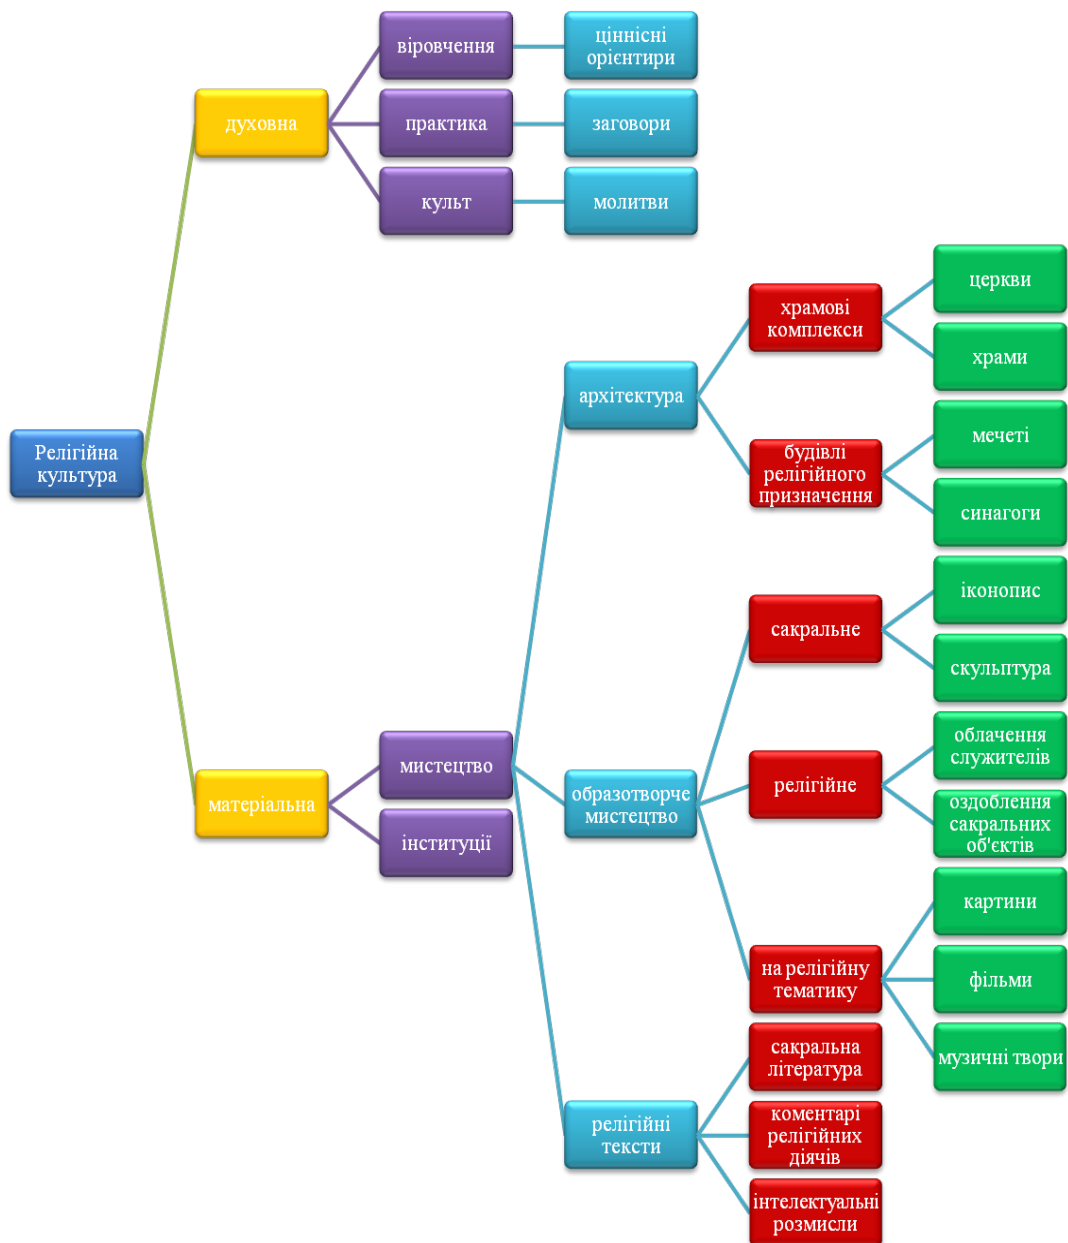 віровчення
ціннісні
орієнтири
духовна
практика
заговори
культ
молитви
церкви
храмові
комплекси
храми
архітектура
мечеті
Релігійна
культура
будівлі
релігійного
призначення
синагоги
іконопис
сакральне
скульптура
облачення
служителів
мистецтво
релігійне
матеріальна
образотворче
мистецтво
оздоблення
сакральних
об'єктів
інституції
картини
на релігійну
тематику
фільми
сакральна
література
музичні твори
релігійні
тексти
коментарі
релігійних
діячів
інтелектуальні
розмисли